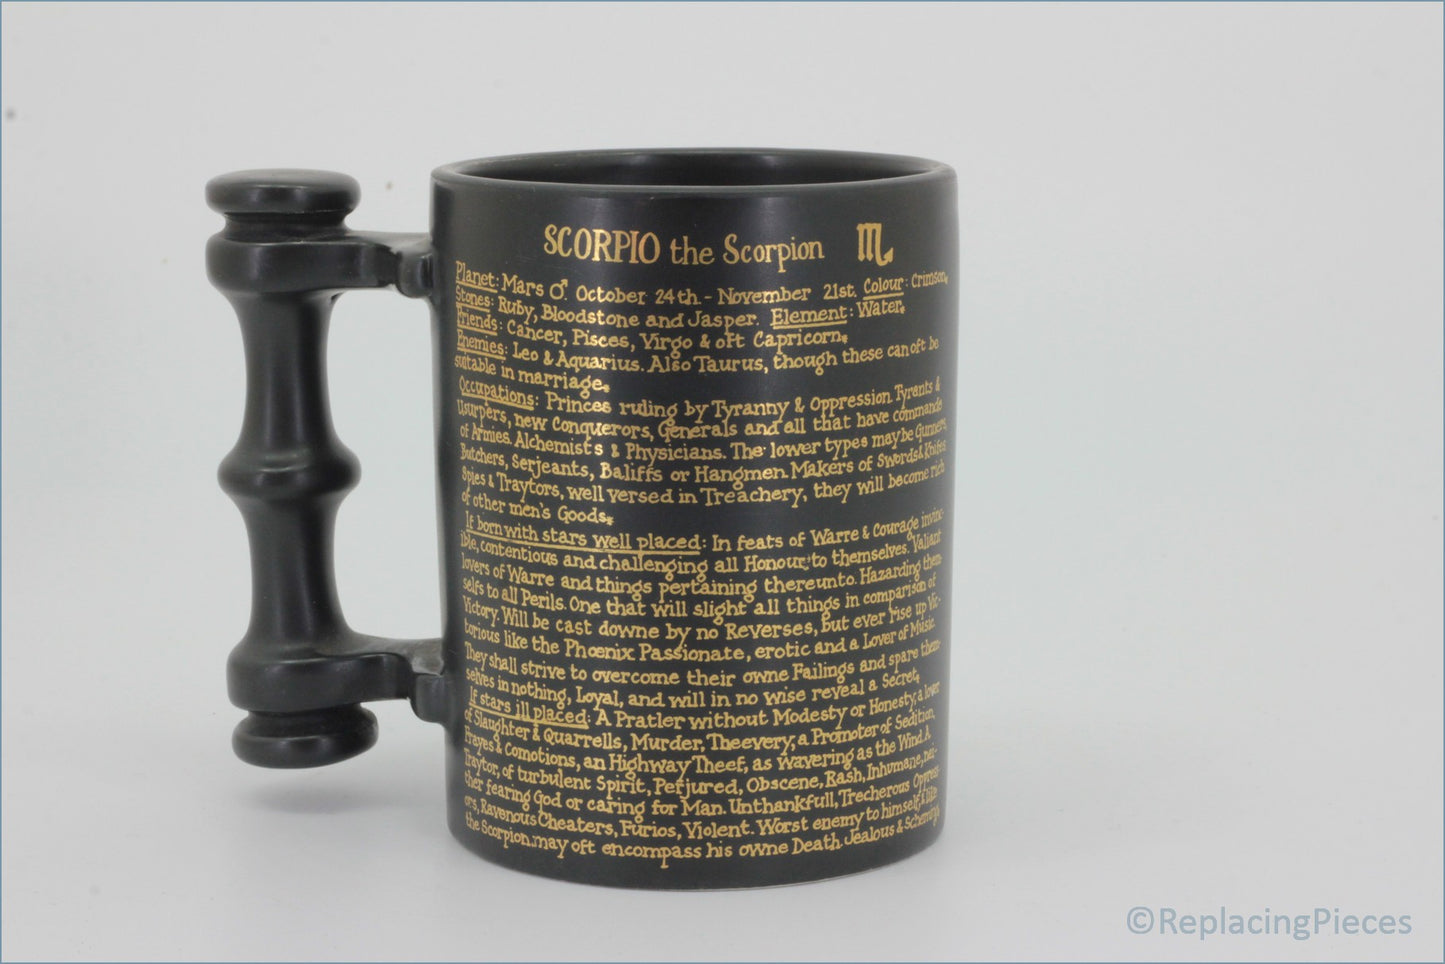 SCORPIO the Scorpion ♏
Planet: Mars ♂. October 24th - November 21st. Colour: Crimson.
Stones: Ruby, Bloodstone and Jasper. Element: Water.
Friends: Cancer, Pisces, Virgo & oft Capricorn.
Enemies: Leo & Aquarius. Also Taurus, though these can oft be
suitable in marriage.
Occupations: Princes ruling by Tyranny & Oppression. Tyrants &
Usurpers, new Conquerors, Generals and all that have commande
of Armies. Alchemists & Physicians. The lower types may be Gunners,
Butchers, Serjeants, Baliffs or Hangmen. Makers of Swords & Knifes
Spies & Traytors, well versed in Treachery, they will become rich
of other men's Goods.
If born with stars well placed: In feats of Warre & Courage invinc-
ible, contentious and challenging all Honour to themselves. Valiant
lovers of Warre and things pertaining thereunto. Hazarding them-
selfs to all Perils. One that will slight all things in comparison of
Victory. Will be cast downe by no Reverses, but ever rise up Vic-
torious like the Phœnix Passionate, erotic and a Lover of Music.
They shall strive to overcome their owne Failings and spare them-
selves in nothing, Loyal, and will in no wise reveal a Secret.
If stars ill placed: A Pratler without Modesty or Honesty, a lover
of Slaughter & Quarrells, Murder, Theevery, a Promoter of Sedition,
Frayes & Comotions, an Highway Theef, as wavering as the Wind. A
Traytor, of turbulent Spirit, Perjured, Obscene, Rash, Inhumane, nei-
ther fearing God or caring for Man. Unthankfull, Trecherous Oppress-
ors, Ravenous Cheaters, Furios, Violent. Worst enemy to himself, & like
the Scorpion, may oft encompass his owne Death. Jealous & Scheming.
©ReplacingPieces